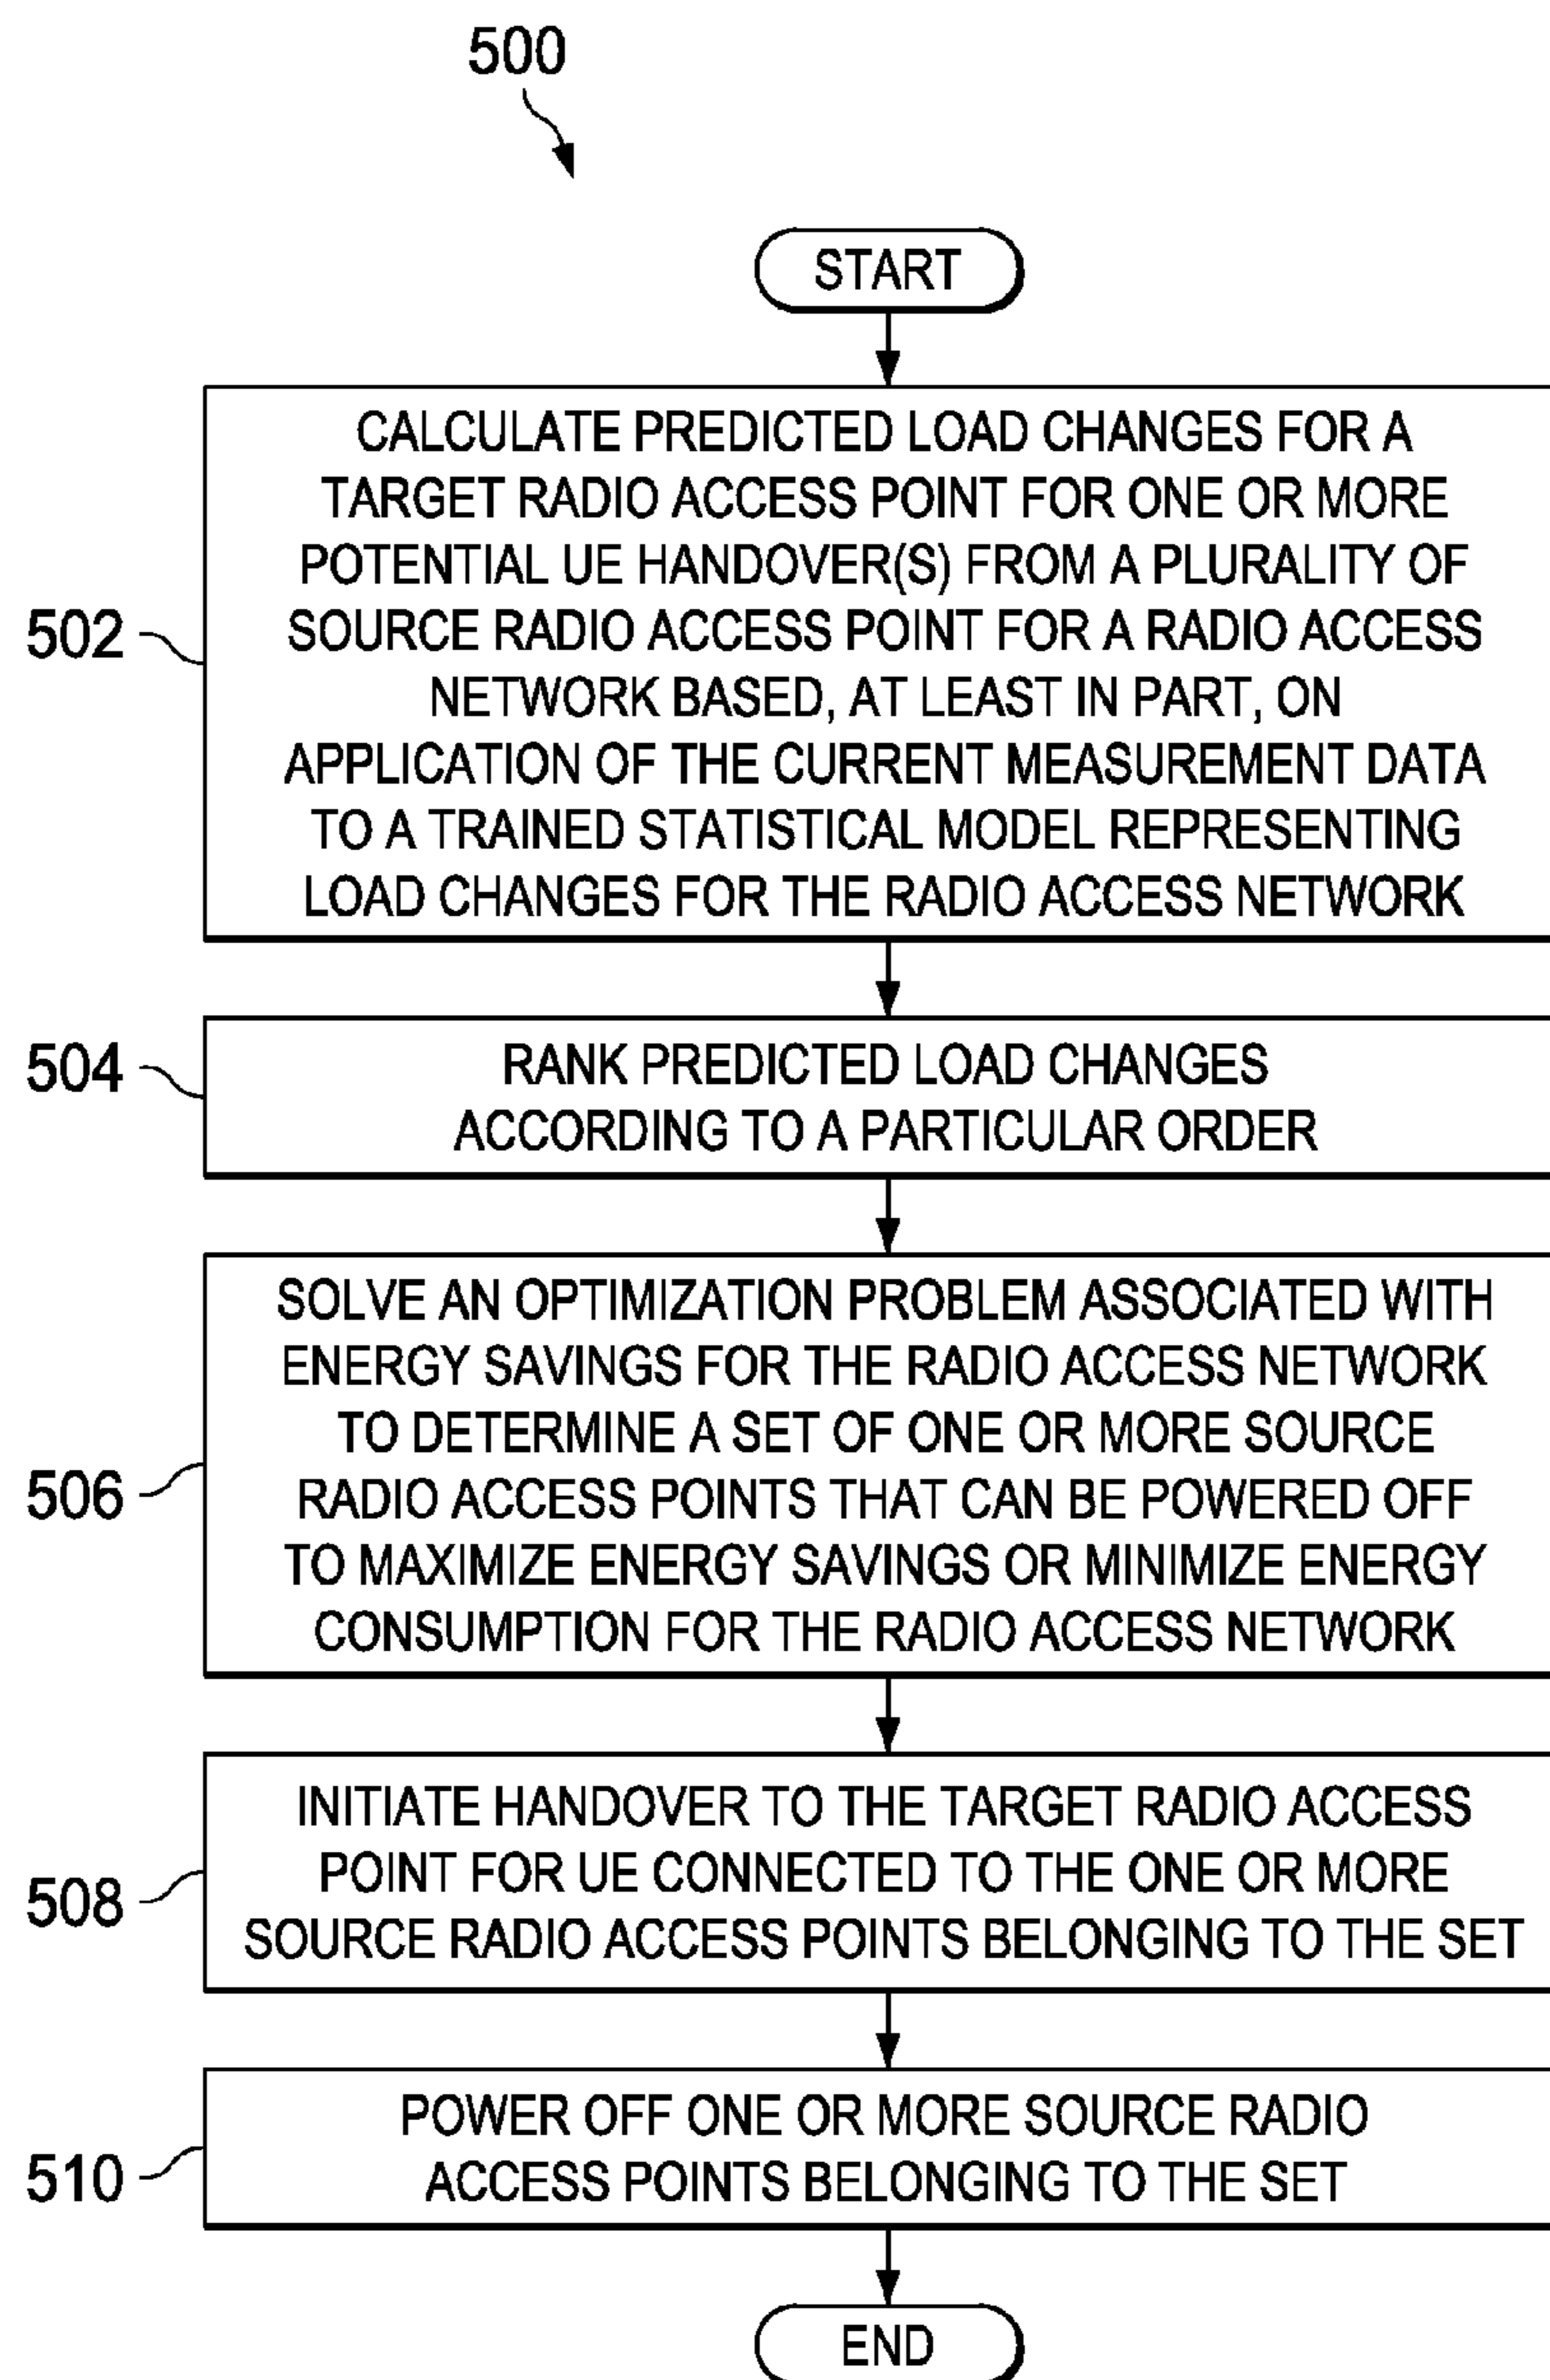 500
START
502
CALCULATE PREDICTED LOAD CHANGES FOR A
TARGET RADIO ACCESS POINT FOR ONE OR MORE
POTENTIAL UE HANDOVER(S) FROM A PLURALITY OF
SOURCE RADIO ACCESS POINT FOR A RADIO ACCESS
NETWORK BASED, AT LEAST IN PART, ON
APPLICATION OF THE CURRENT MEASUREMENT DATA
TO A TRAINED STATISTICAL MODEL REPRESENTING
LOAD CHANGES FOR THE RADIO ACCESS NETWORK
504
RANK PREDICTED LOAD CHANGES
ACCORDING TO A PARTICULAR ORDER
506
SOLVE AN OPTIMIZATION PROBLEM ASSOCIATED WITH
ENERGY SAVINGS FOR THE RADIO ACCESS NETWORK
TO DETERMINE A SET OF ONE OR MORE SOURCE
RADIO ACCESS POINTS THAT CAN BE POWERED OFF
TO MAXIMIZE ENERGY SAVINGS OR MINIMIZE ENERGY
CONSUMPTION FOR THE RADIO ACCESS NETWORK
508
INITIATE HANDOVER TO THE TARGET RADIO ACCESS
POINT FOR UE CONNECTED TO THE ONE OR MORE
SOURCE RADIO ACCESS POINTS BELONGING TO THE SET
510
POWER OFF ONE OR MORE SOURCE RADIO
ACCESS POINTS BELONGING TO THE SET
END